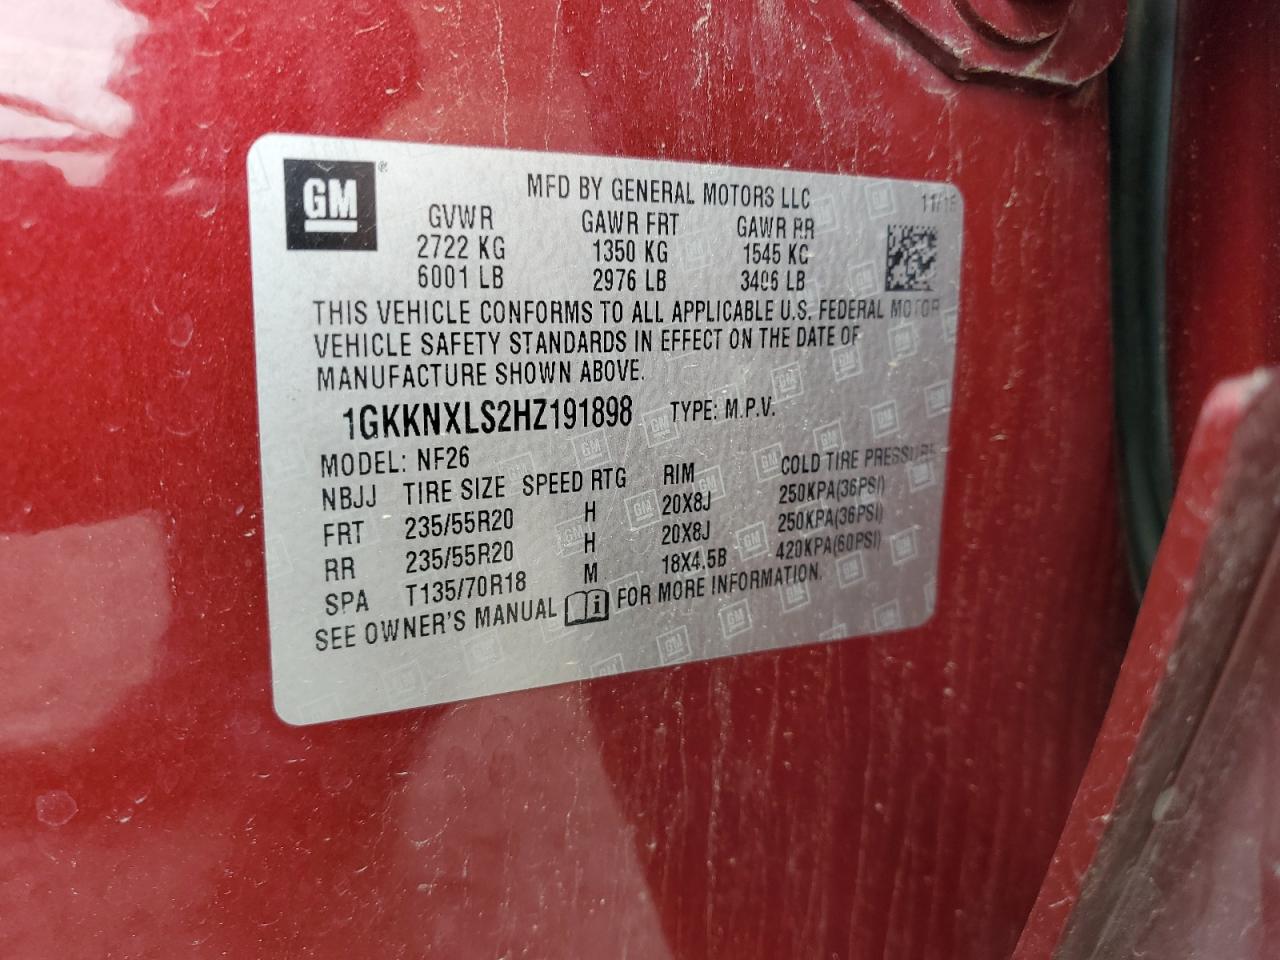 GM ® MFD BY GENERAL MOTORS LLC
GVWR GAWR FRT GAWR RR
2722 KG 1350 KG 1545 KG
6001 LB 2976 LB 3406 LB
THIS VEHICLE CONFORMS TO ALL APPLICABLE U.S. FEDERAL MOTOR
VEHICLE SAFETY STANDARDS IN EFFECT ON THE DATE OF
MANUFACTURE SHOWN ABOVE.
1GKKNXLS2HZ191898 TYPE: M.P.V.
MODEL: NF26
NBJJ TIRE SIZE SPEED RTG RIM COLD TIRE PRESSURE
FRT 235/55R20 H 20X8J 250KPA(36PSI)
RR 235/55R20 H 20X8J 250KPA(36PSI)
SPA T135/70R18 M 18X4.5B 420KPA(60PSI)
SEE OWNER'S MANUAL i FOR MORE INFORMATION.